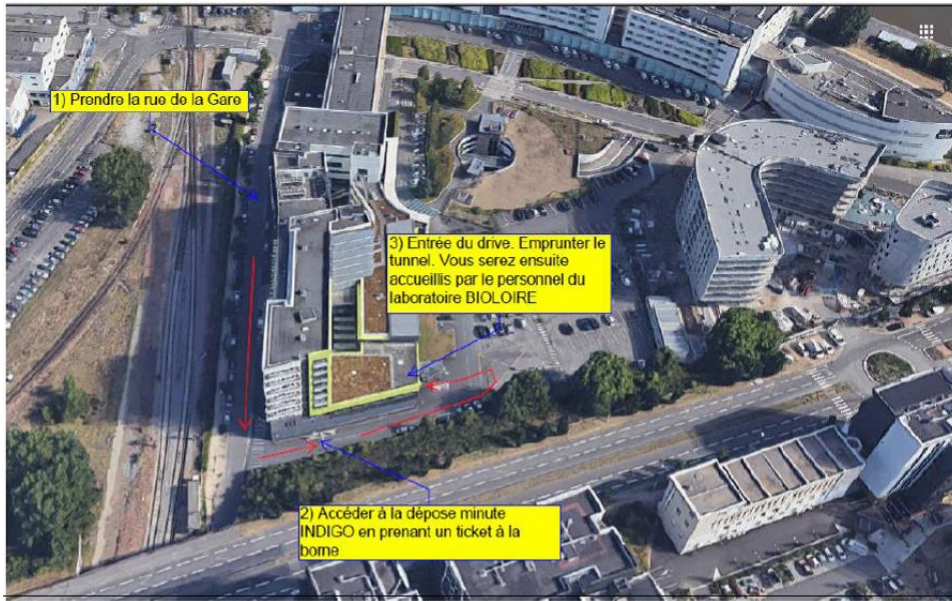 1) Prendre la rue de la Gare
3) Entrée du drive. Emprunter le
tunnel. Vous serez ensuite
accueillis par le personnel du
laboratoire BIOLOIRE
2) Accéder à la dépose minute
INDIGO en prenant un ticket à la
borne